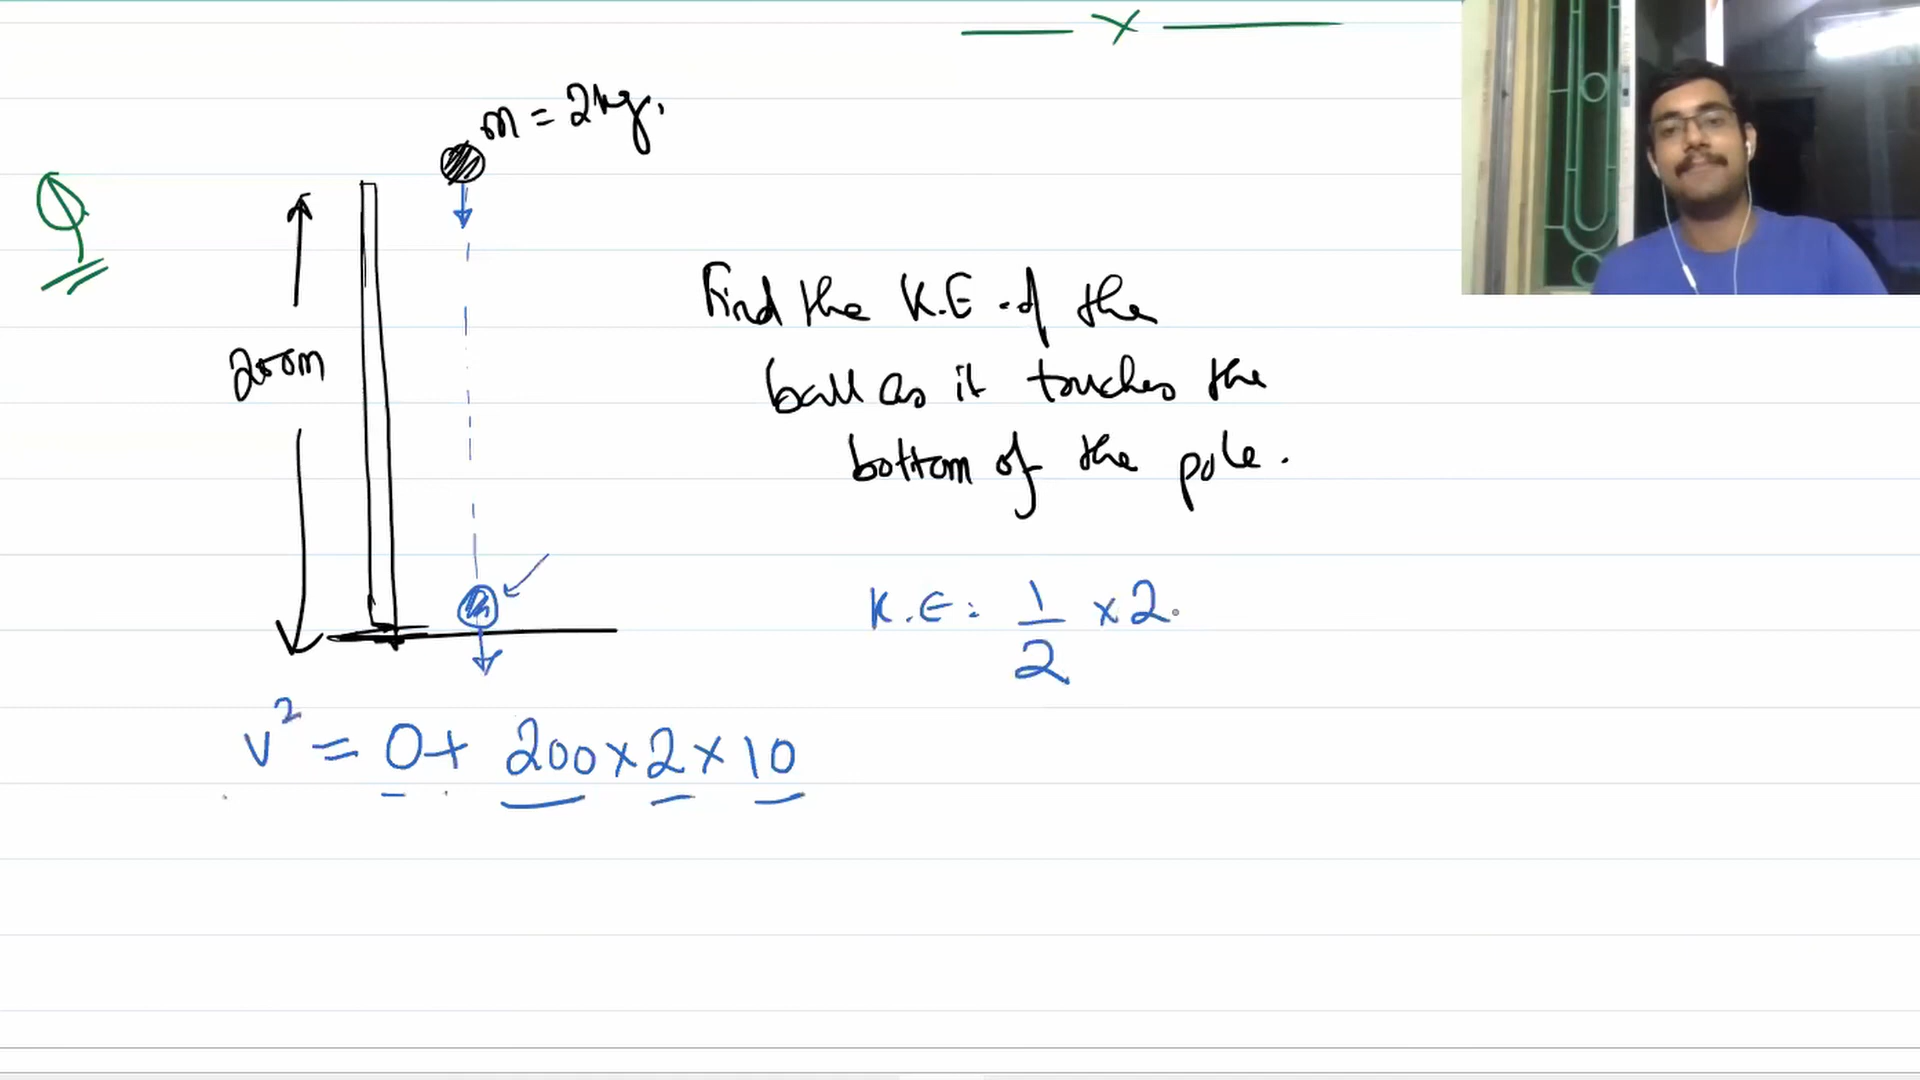 x
m = 2kg.
Q
200m
Find the K.E of the
ball as it touches the
bottom of the pole.
K.E = 1/2 × 2
v² = 0 + 200 × 2 × 10